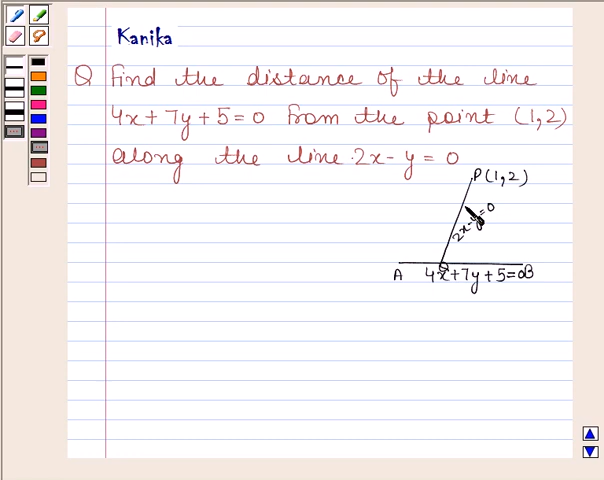 Kanika
Q Find the distance of the line
4x + 7y + 5 = 0 from the point (1,2)
along the line 2x - y = 0
P(1,2)
2x - y = 0
Q
A 4x + 7y + 5 = 0 B